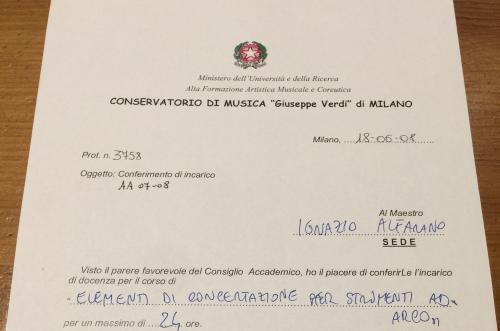 Ministero dell'Università e della Ricerca
Alta Formazione Artistica Musicale e Coreutica
CONSERVATORIO DI MUSICA "Giuseppe Verdi" di MILANO
Milano, 18-06-08
Prot. n. 3758
Oggetto: Conferimento di incarico
AA 07-08
Al Maestro
IGNAZIO ALFARANO
SEDE
Visto il parere favorevole del Consiglio Accademico, ho il piacere di conferirLe l'incarico
di docenza per il corso di
ELEMENTI DI CONCERTAZIONE PER STRUMENTI AD
ARCO
per un massimo di 24 ore.